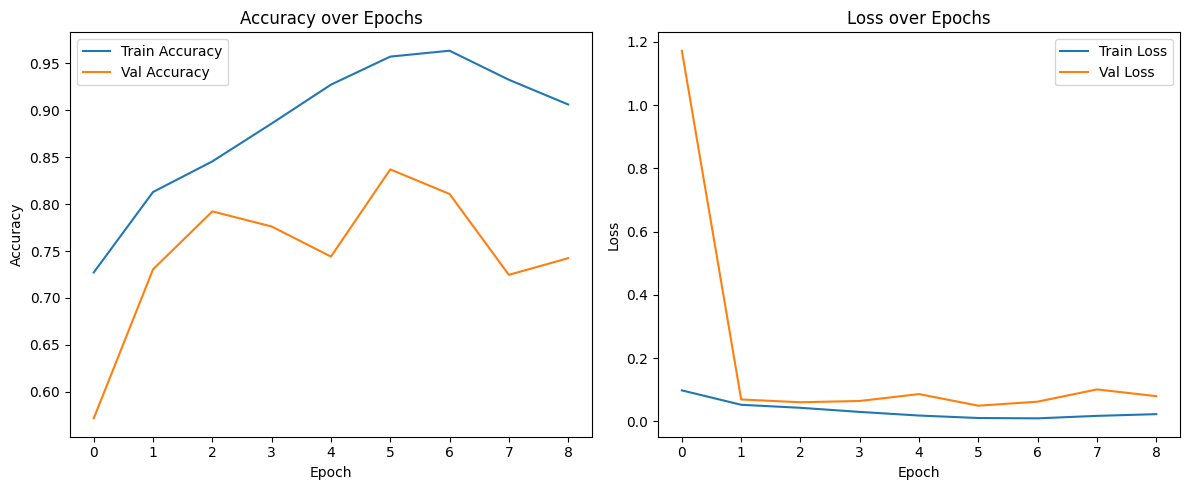 Accuracy over Epochs
Train Accuracy
Val Accuracy
0.95
0.90
0.85
0.80
0.75
0.70
0.65
0.60
Accuracy
0 1 2 3 4 5 6 7 8
Epoch
Loss over Epochs
Train Loss
Val Loss
1.2
1.0
0.8
0.6
0.4
0.2
0.0
Loss
0 1 2 3 4 5 6 7 8
Epoch